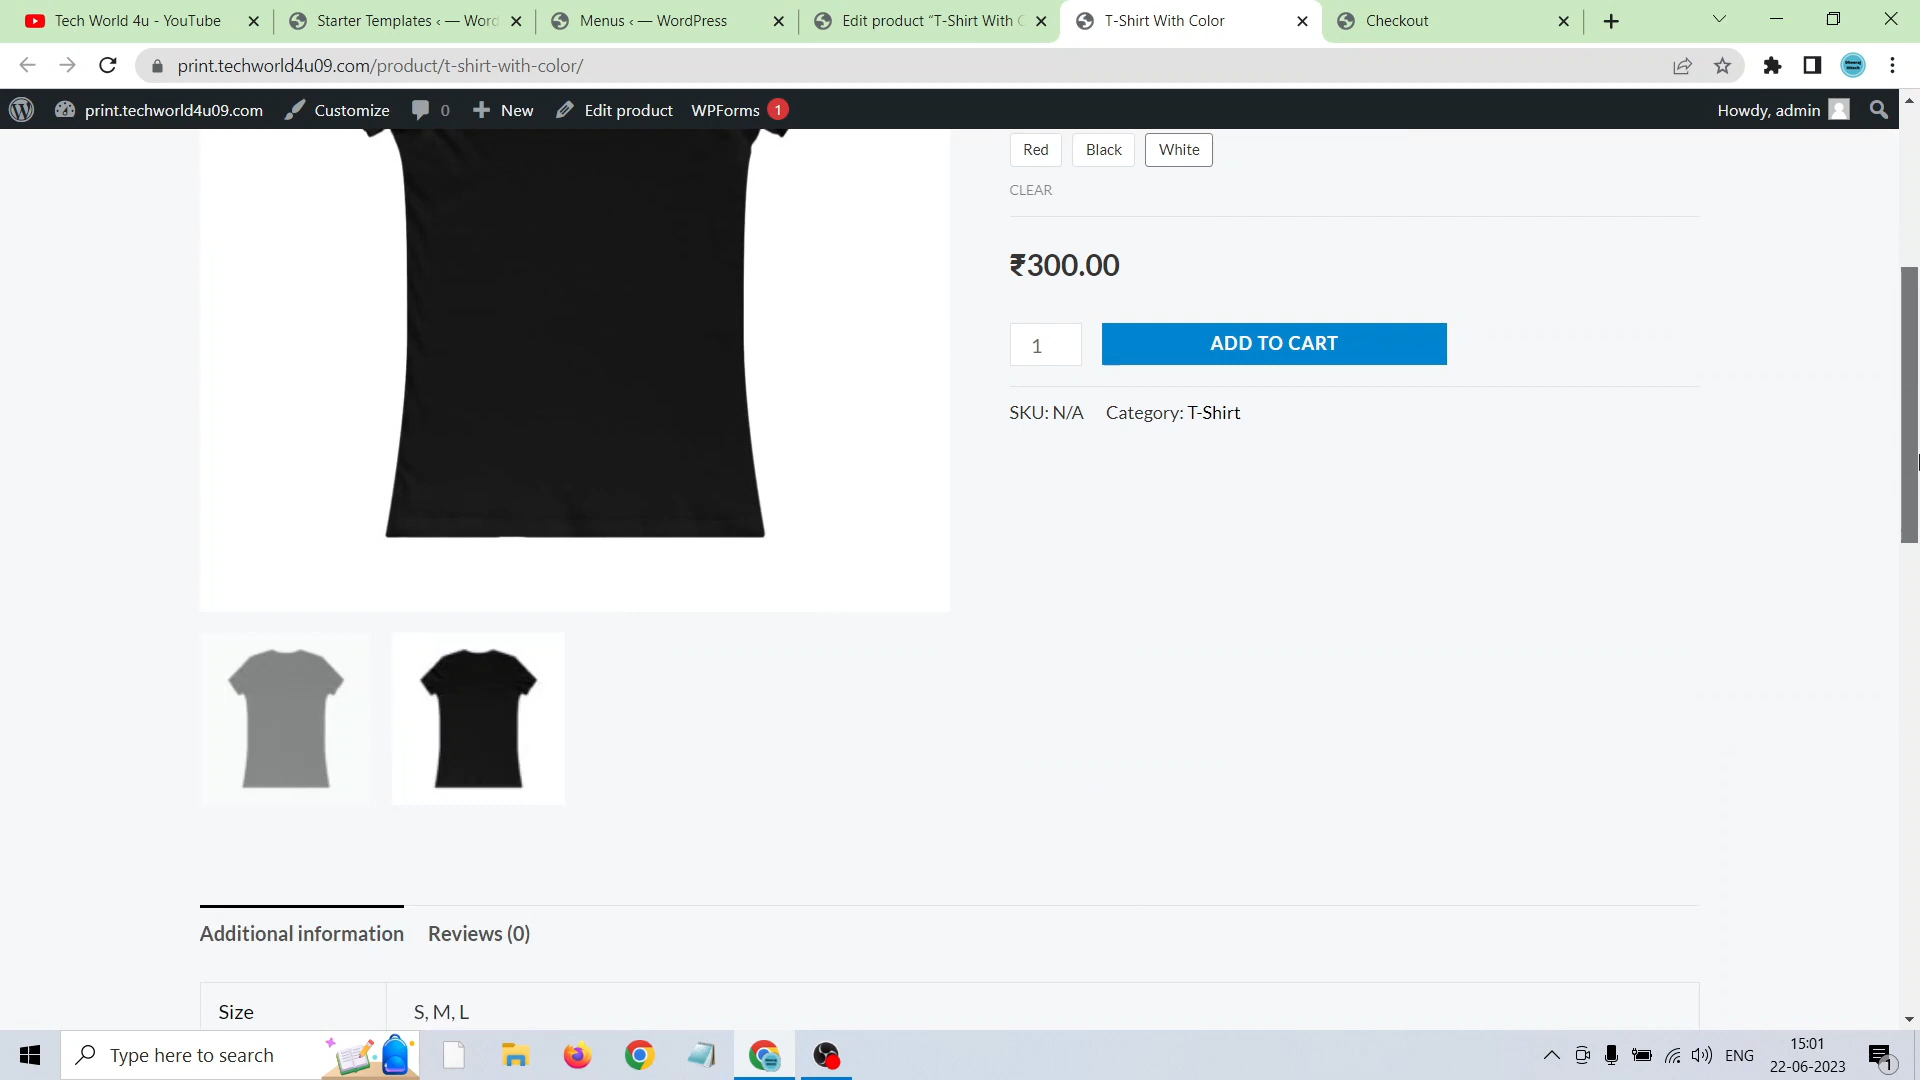 Tech World 4u - YouTube
Starter Templates ‹ — Word
Menus ‹ — WordPress
Edit product “T-Shirt With C
T-Shirt With Color
Checkout
print.techworld4u09.com/product/t-shirt-with-color/
print.techworld4u09.com
Customize
0
New
Edit product
WPForms 1
Howdy, admin
Red
Black
White
CLEAR
₹300.00
1
ADD TO CART
SKU: N/A Category: T-Shirt
Additional information
Reviews (0)
Size
S, M, L
Type here to search
ENG
15:01
22-06-2023
1